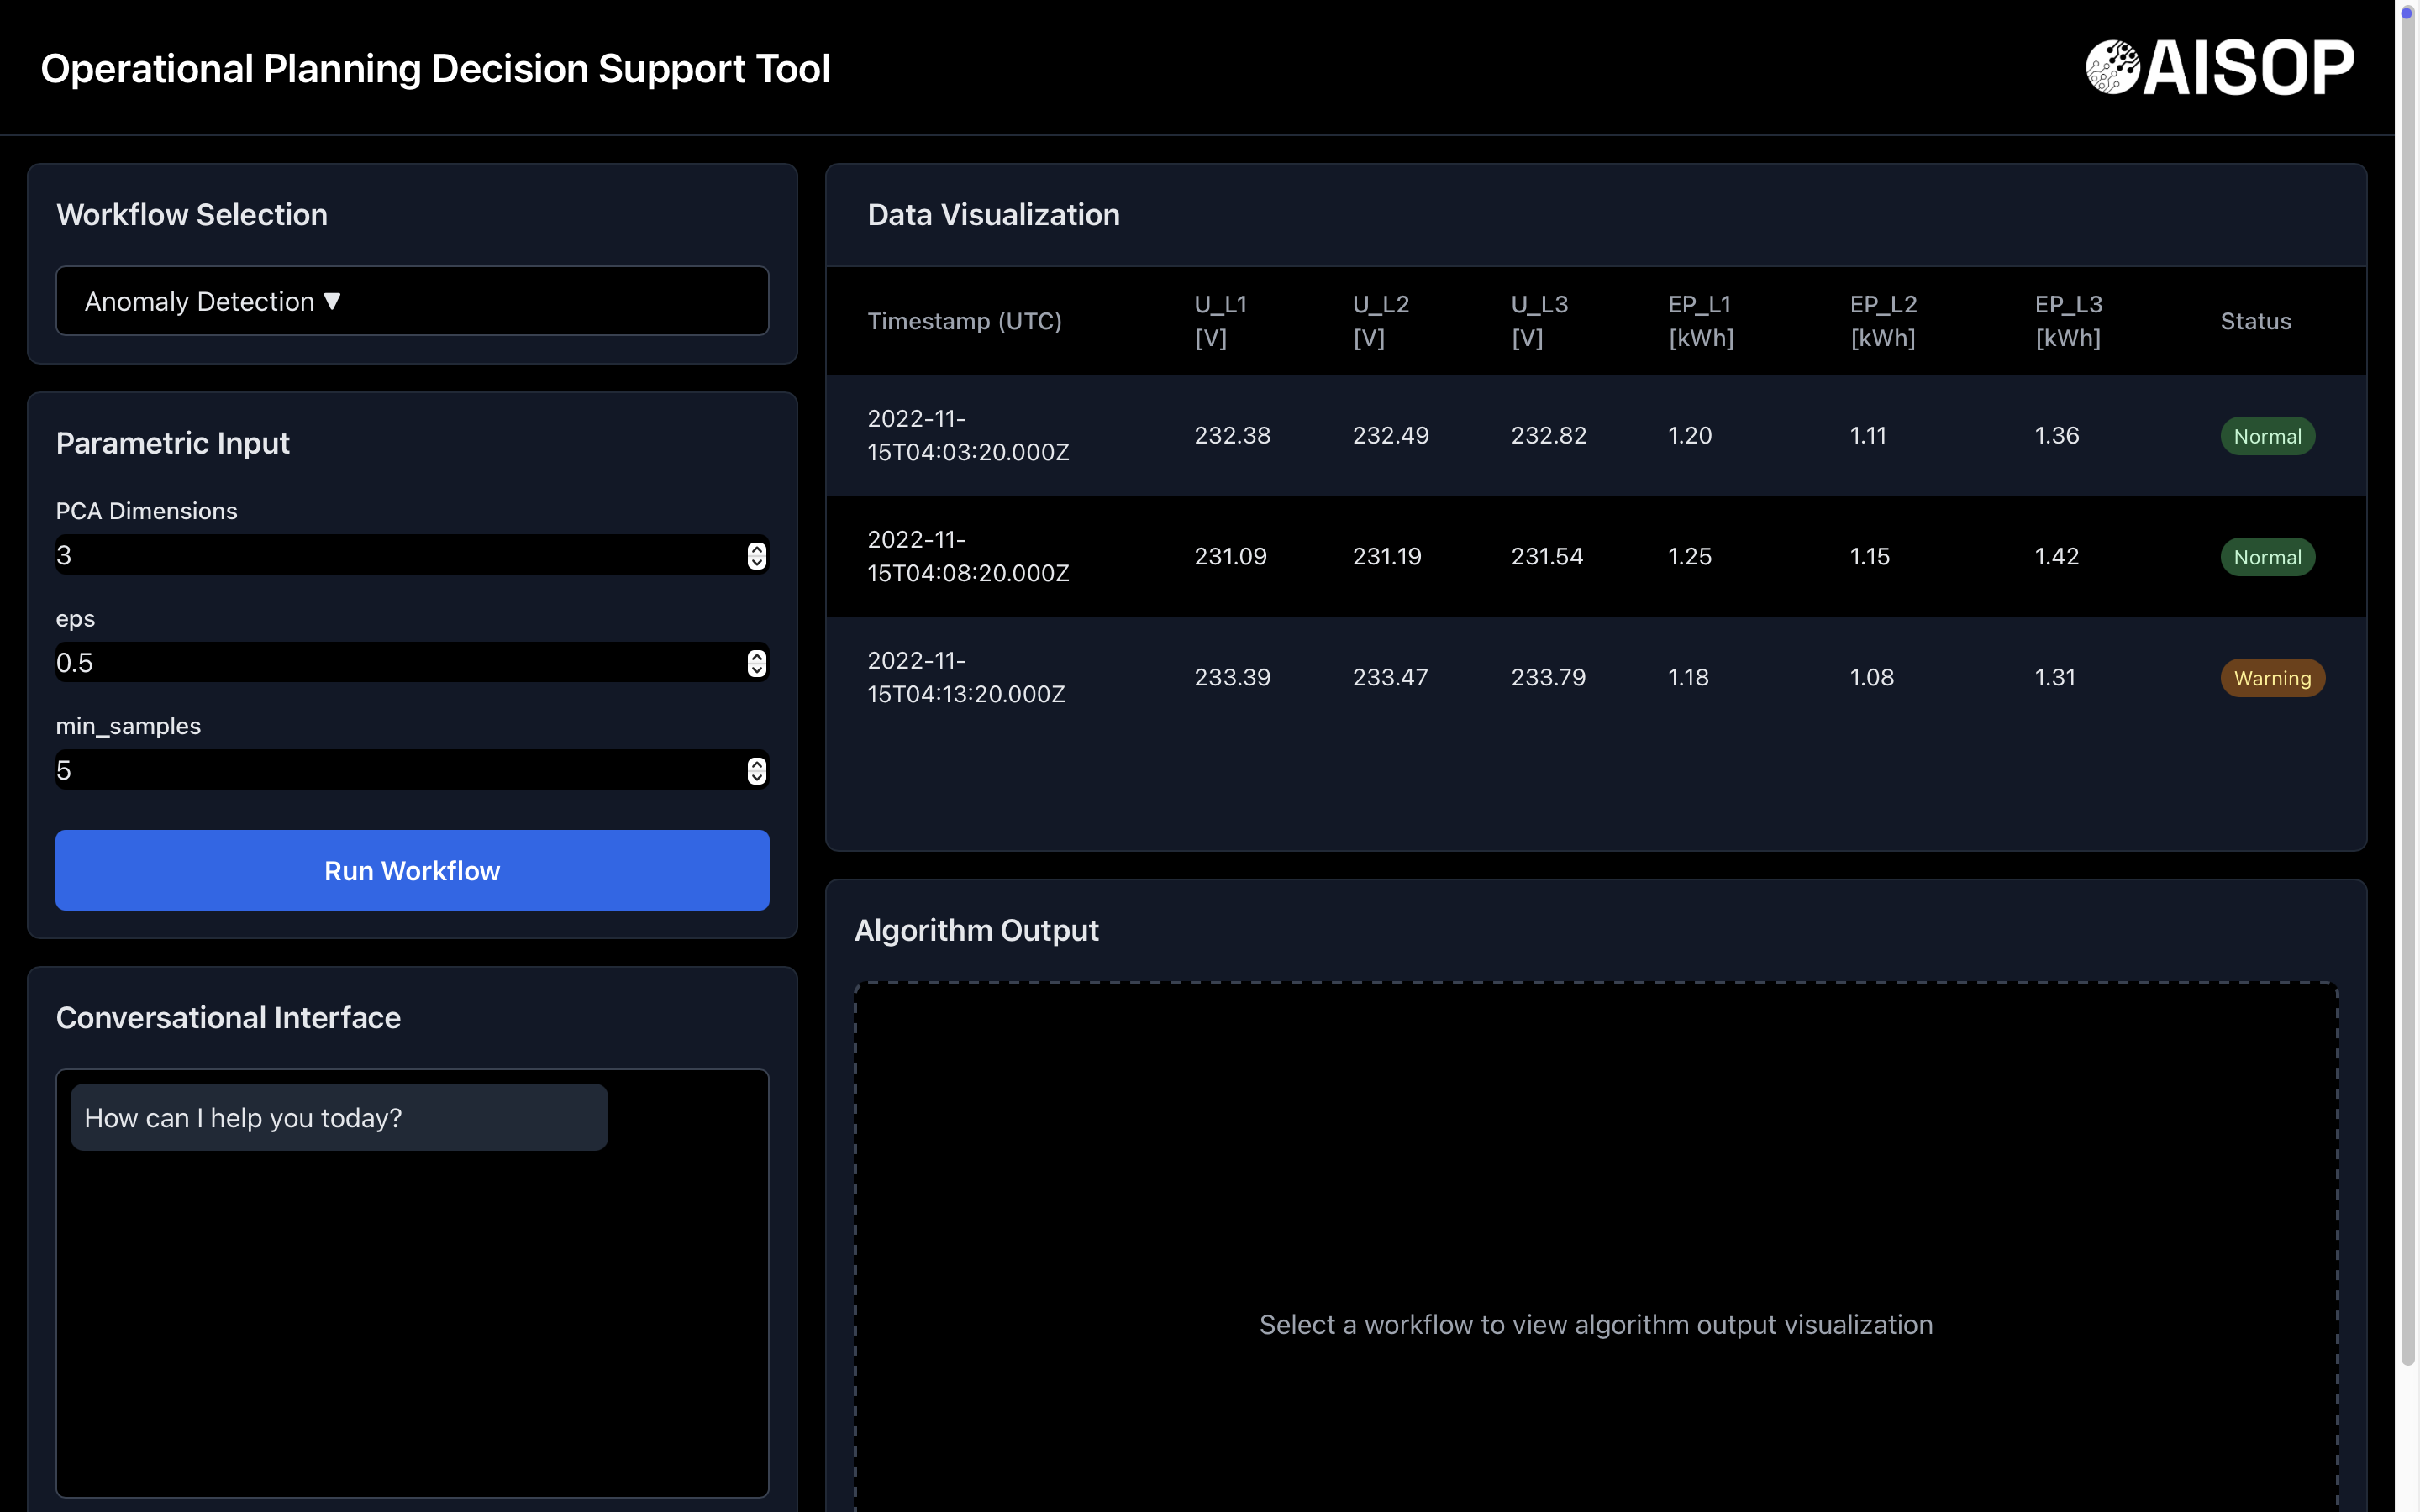 Operational Planning Decision Support Tool
AISOP
Workflow Selection
Anomaly Detection ▼
Parametric Input
PCA Dimensions
3
eps
0.5
min_samples
5
Run Workflow
Conversational Interface
How can I help you today?
Data Visualization
Timestamp (UTC) U_L1 [V] U_L2 [V] U_L3 [V] EP_L1 [kWh] EP_L2 [kWh] EP_L3 [kWh] Status
2022-11-15T04:03:20.000Z 232.38 232.49 232.82 1.20 1.11 1.36 Normal
2022-11-15T04:08:20.000Z 231.09 231.19 231.54 1.25 1.15 1.42 Normal
2022-11-15T04:13:20.000Z 233.39 233.47 233.79 1.18 1.08 1.31 Warning
Algorithm Output
Select a workflow to view algorithm output visualization